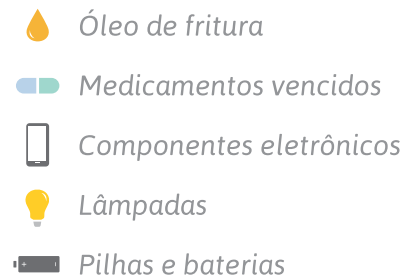 Óleo de fritura
Medicamentos vencidos
Componentes eletrônicos
Lâmpadas
Pilhas e baterias